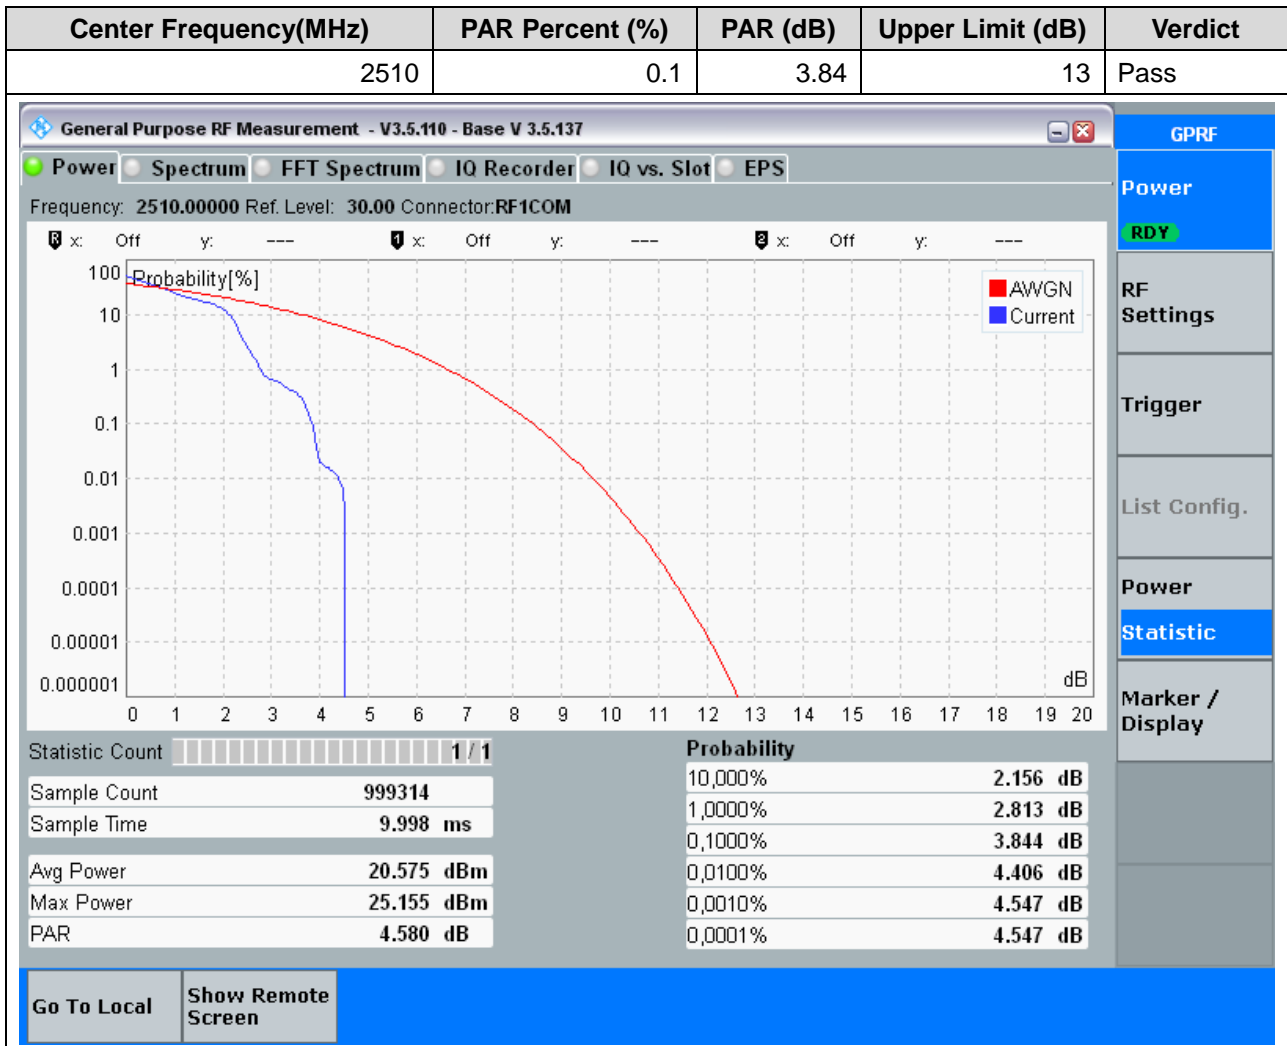 Center Frequency(MHz) PAR Percent (%) PAR (dB) Upper Limit (dB) Verdict
2510 0.1 3.84 13 Pass
General Purpose RF Measurement - V3.5.110 - Base V 3.5.137
GPRF
Power Spectrum FFT Spectrum IQ Recorder IQ vs. Slot EPS
Power
RDY
Frequency: 2510.00000 Ref. Level: 30.00 Connector:RF1COM
R x: Off y: --- 1 x: Off y: --- 2 x: Off y: ---
Probability[%]
AWGN
Current
100
10
1
0.1
0.01
0.001
0.0001
0.00001
0.000001
dB
0 1 2 3 4 5 6 7 8 9 10 11 12 13 14 15 16 17 18 19 20
RF
Settings
Trigger
List Config.
Power
Statistic
Marker /
Display
Statistic Count 1 / 1
Sample Count 999314
Sample Time 9.998 ms
Avg Power 20.575 dBm
Max Power 25.155 dBm
PAR 4.580 dB
Probability
10,000% 2.156 dB
1,0000% 2.813 dB
0,1000% 3.844 dB
0,0100% 4.406 dB
0,0010% 4.547 dB
0,0001% 4.547 dB
Go To Local
Show Remote
Screen